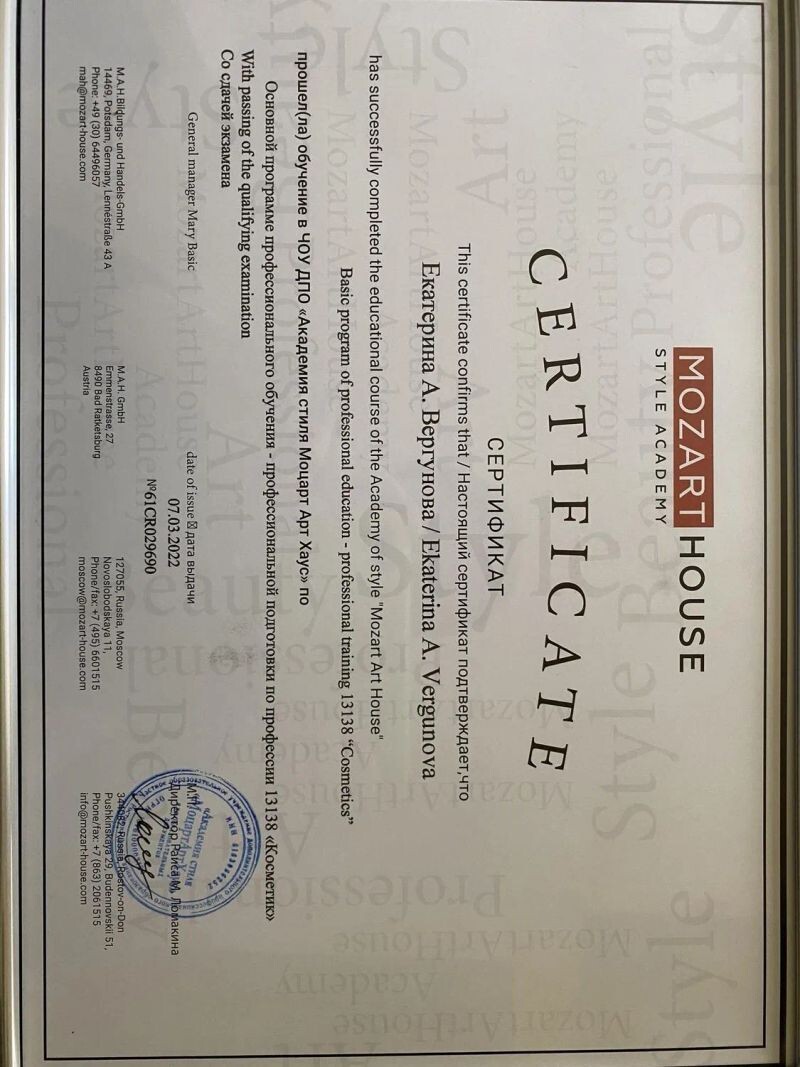 MOZART HOUSE
STYLE ACADEMY
CERTIFICATE
СЕРТИФИКАТ
This certificate confirms that / Настоящий сертификат подтверждает,что
Екатерина А. Вергунова / Ekaterina A. Vergunova
has successfully completed the educational course of the Academy of style "Mozart Art House"
Basic program of professional education - professional training 13138 “Cosmetics”
прошел(ла) обучение в ЧОУ ДПО «Академия стиля Моцарт Арт Хаус» по
Основной программе профессионального обучения - профессиональной подготовки по профессии 13138 «Косметик»
With passing of the qualifying examination
Со сдачей экзамена
General manager Mary Basic
date of issue дата выдачи
07.03.2022
№61CR029690
М.П.
Директор Раиса М. Ломакина
«Академия стиля
М.А.H.Bildungs- und Handels-GmbH
14469, Potsdam, Germany, Lennéstraße 43 A
Phone: +49 (30) 64496057
mah@mozart-house.com
M.A.H. GmbH
Emmenstrasse, 27
8490 Bad Ratketsburg
Austria
127055, Russia, Moscow
Novoslobodskaya 11,
Phone/fax: +7 (495) 6601515
moscow@mozart-house.com
344082, Russia, Rostov-on-Don
Pushkinskaya 29, Budennovskii 51,
Phone/fax: +7 (863) 2061515
info@mozart-house.com